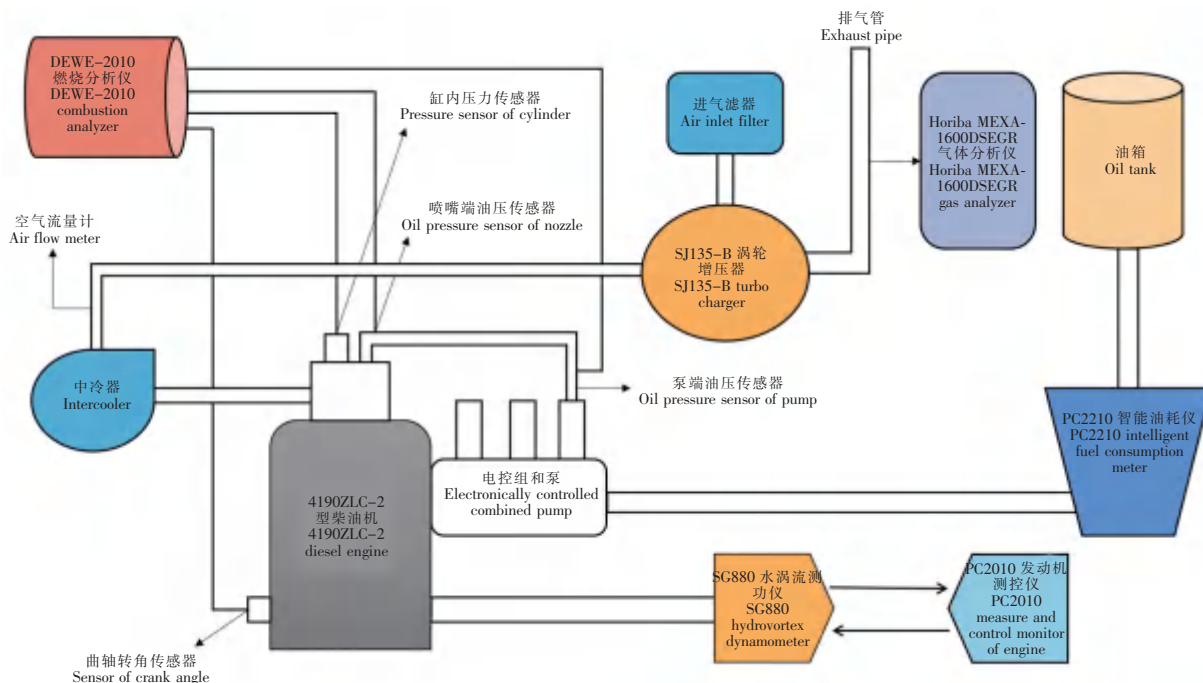 排气管
Exhaust pipe
DEWE-2010
燃烧分析仪
DEWE-2010
combustion
analyzer
缸内压力传感器
Pressure sensor of cylinder
进气滤器
Air inlet filter
Horiba MEXA-
1600DSEGR
气体分析仪
Horiba MEXA-
1600DSEGR
gas analyzer
油箱
Oil tank
空气流量计
Air flow meter
喷嘴端油压传感器
Oil pressure sensor of nozzle
SJ135-B 涡轮
增压器
SJ135-B turbo
charger
中冷器
Intercooler
泵端油压传感器
Oil pressure sensor of pump
PC2210 智能油耗仪
PC2210 intelligent
fuel consumption
meter
4190ZLC-2
型柴油机
4190ZLC-2
diesel engine
电控组和泵
Electronically controlled
combined pump
SG880 水涡流测
功仪
SG880
hydrovortex
dynamometer
PC2010 发动机
测控仪
PC2010
measure and
control monitor
of engine
曲轴转角传感器
Sensor of crank angle